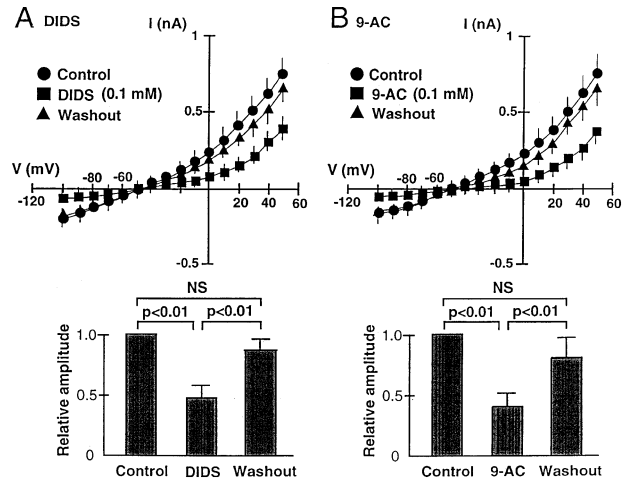 A DIDS
I (nA)
1
Control
DIDS (0.1 mM)
Washout
0.5
V (mV)
-80
-60
-120
0
20
40
60
-0.5
NS
p<0.01
p<0.01
Relative amplitude
1.0
0.5
0
Control
DIDS
Washout
B 9-AC
I (nA)
1
Control
9-AC (0.1 mM)
Washout
0.5
V (mV)
-80
-60
-120
0
20
40
60
-0.5
NS
p<0.01
p<0.01
Relative amplitude
1.0
0.5
0
Control
9-AC
Washout